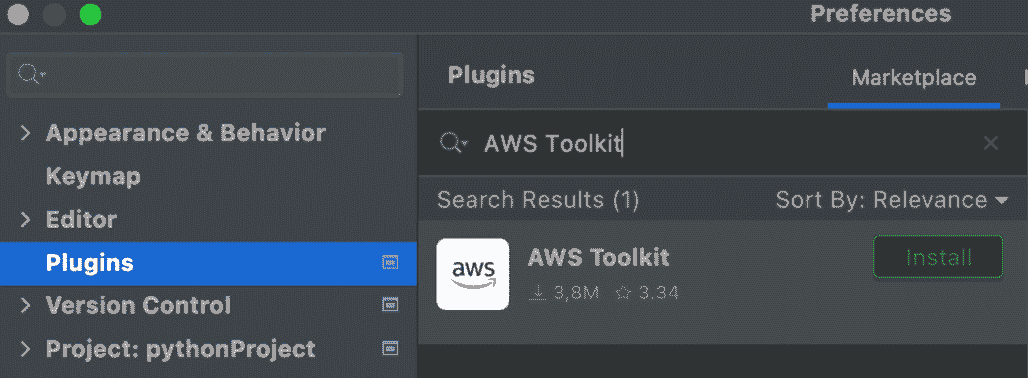 Preferences
Plugins
Marketplace
Appearance & Behavior
Keymap
Editor
Plugins
Version Control
Project: pythonProject
AWS Toolkit
Search Results (1)
Sort By: Relevance
aws
AWS Toolkit
3,8M
3.34
Install